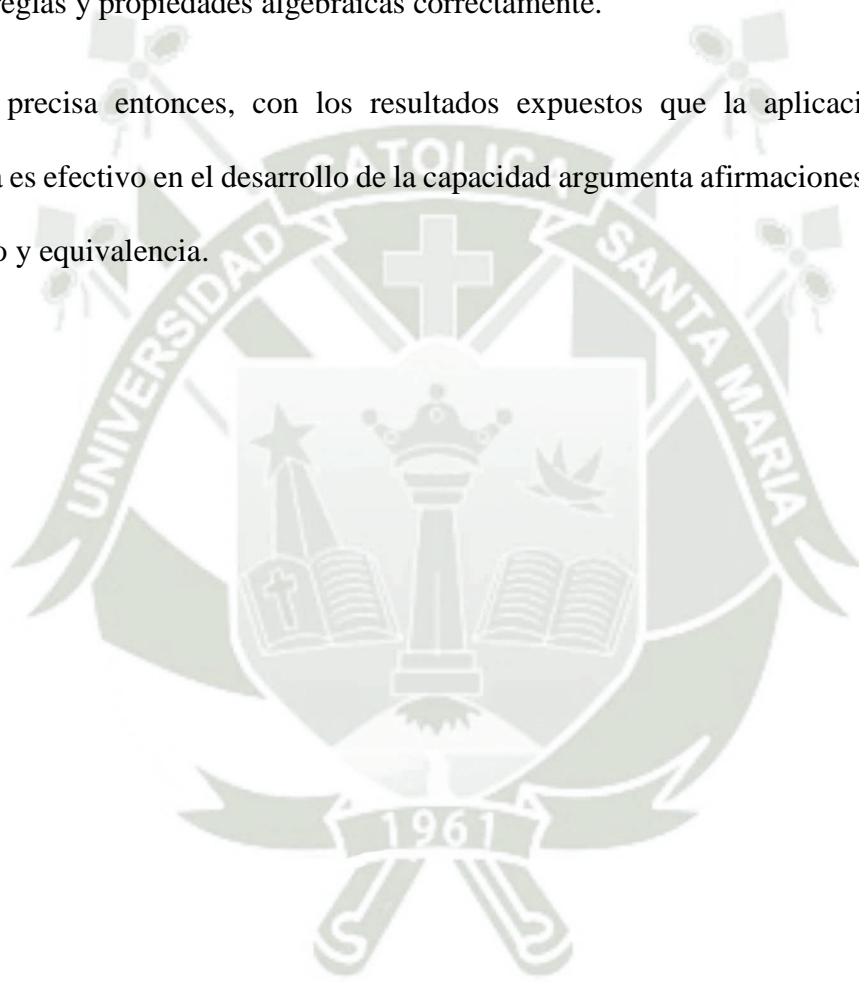 reglas y propiedades algebraicas correctamente.
precisa entonces, con los resultados expuestos que la aplicaci
a es efectivo en el desarrollo de la capacidad argumenta afirmaciones
o y equivalencia.
UNIVERSIDAD CATOLICA SANTA MARIA
1961